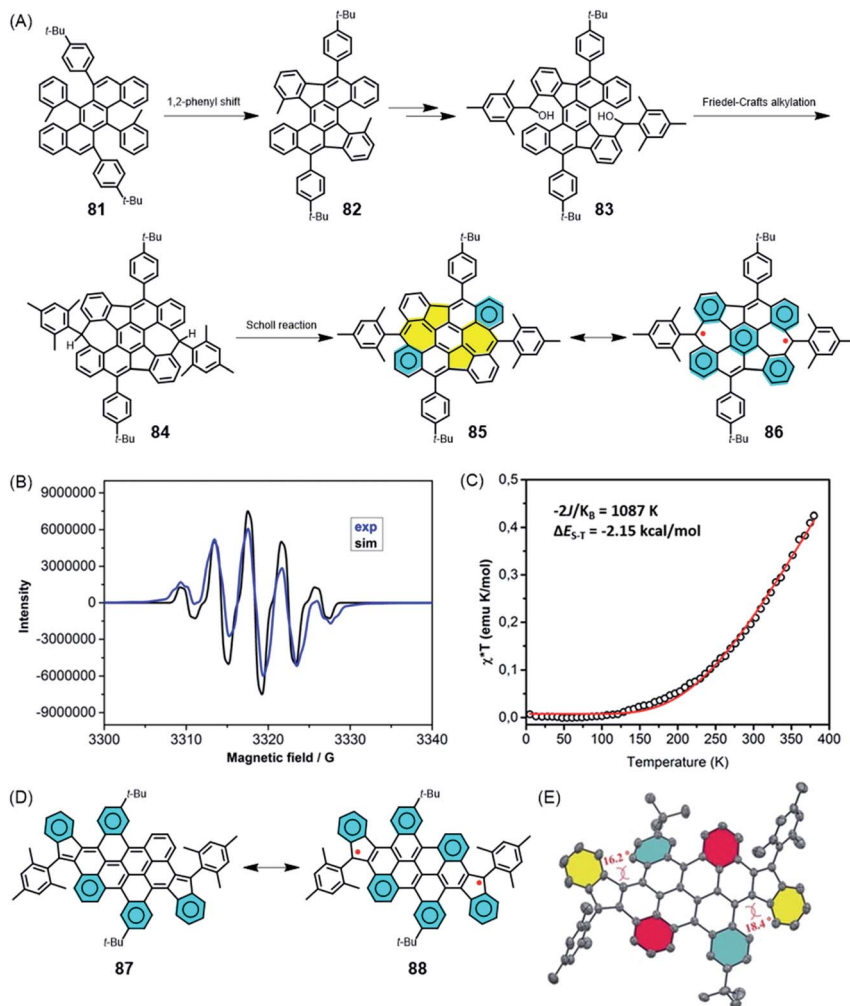 (A)
t-Bu
t-Bu
81
1,2-phenyl shift
t-Bu
t-Bu
82
t-Bu
OH
HO
t-Bu
83
Friedel-Crafts alkylation
t-Bu
H
H
t-Bu
84
Scholl reaction
t-Bu
t-Bu
85
t-Bu
t-Bu
86
(B)
9000000
6000000
3000000
0
-3000000
-6000000
-9000000
Intensity
exp
sim
3300 3310 3320 3330 3340
Magnetic field / G
(C)
0,5
0,4
0,3
0,2
0,1
0,0
χ*T (emu K/mol)
-2J/KB = 1087 K
ΔES-T = -2.15 kcal/mol
0 50 100 150 200 250 300 350 400
Temperature (K)
(D)
t-Bu
t-Bu
87
t-Bu
t-Bu
88
(E)
16.2°
18.4°